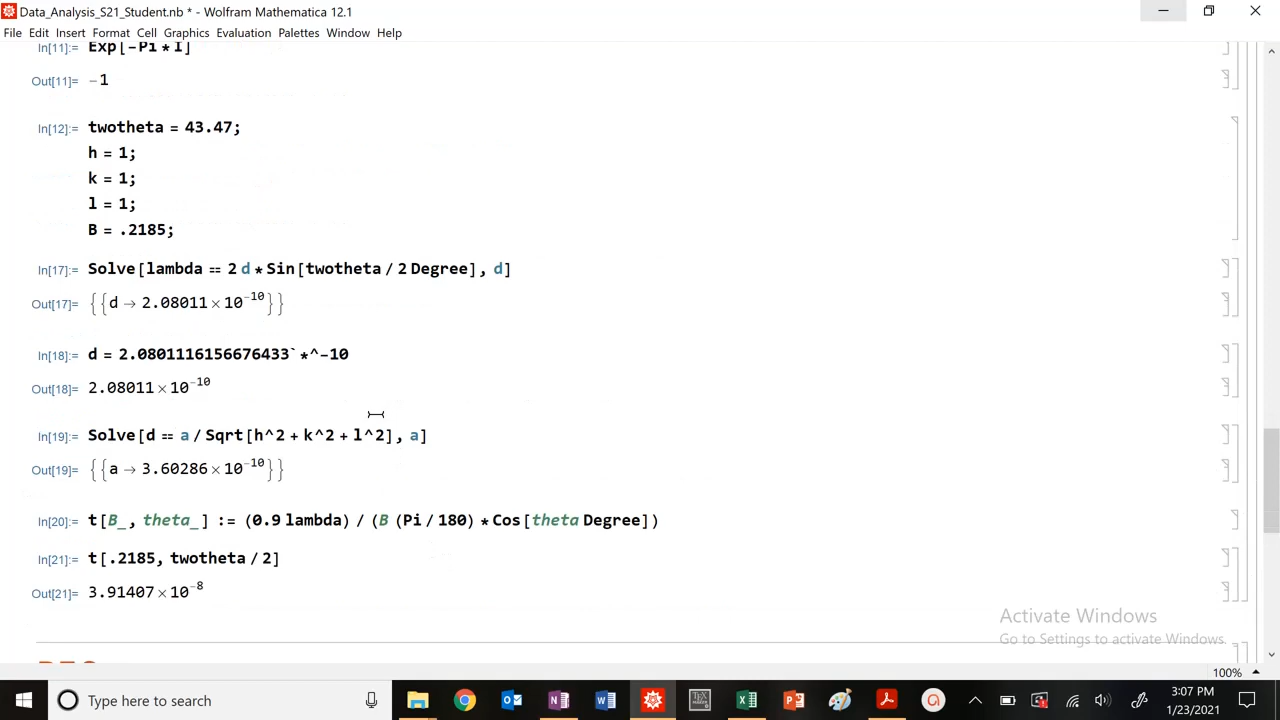 Data_Analysis_S21_Student.nb * - Wolfram Mathematica 12.1
File Edit Insert Format Cell Graphics Evaluation Palettes Window Help
In[11]:= Exp[-Pi * I]
Out[11]= -1
In[12]:= twotheta = 43.47;
h = 1;
k = 1;
l = 1;
B = .2185;
In[17]:= Solve[lambda == 2 d * Sin[twotheta / 2 Degree], d]
Out[17]= {{d → 2.08011 × 10^-10}}
In[18]:= d = 2.0801116156676433`*^-10
Out[18]= 2.08011 × 10^-10
In[19]:= Solve[d == a / Sqrt[h^2 + k^2 + l^2], a]
Out[19]= {{a → 3.60286 × 10^-10}}
In[20]:= t[B_, theta_] := (0.9 lambda) / (B (Pi / 180) * Cos[theta Degree])
In[21]:= t[.2185, twotheta / 2]
Out[21]= 3.91407 × 10^-8
Activate Windows
Go to Settings to activate Windows.
100%
Type here to search
3:07 PM
1/23/2021